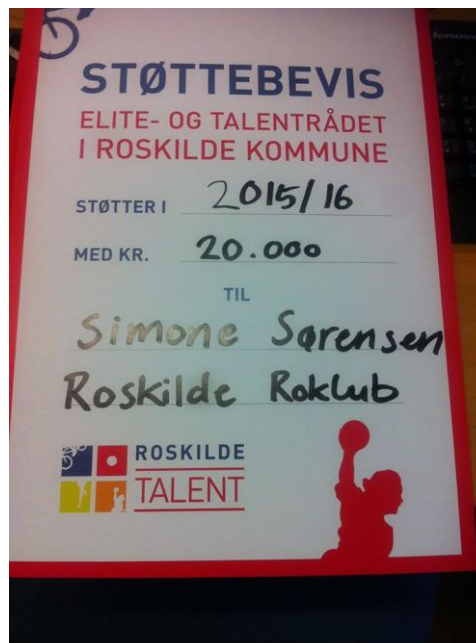 lenovo
STØTTEBEVIS
ELITE- OG TALENTRÅDET
I ROSKILDE KOMMUNE
STØTTER I 2015/16
MED KR. 20.000
TIL
Simone Sørensen
Roskilde Roklub
ROSKILDE
TALENT